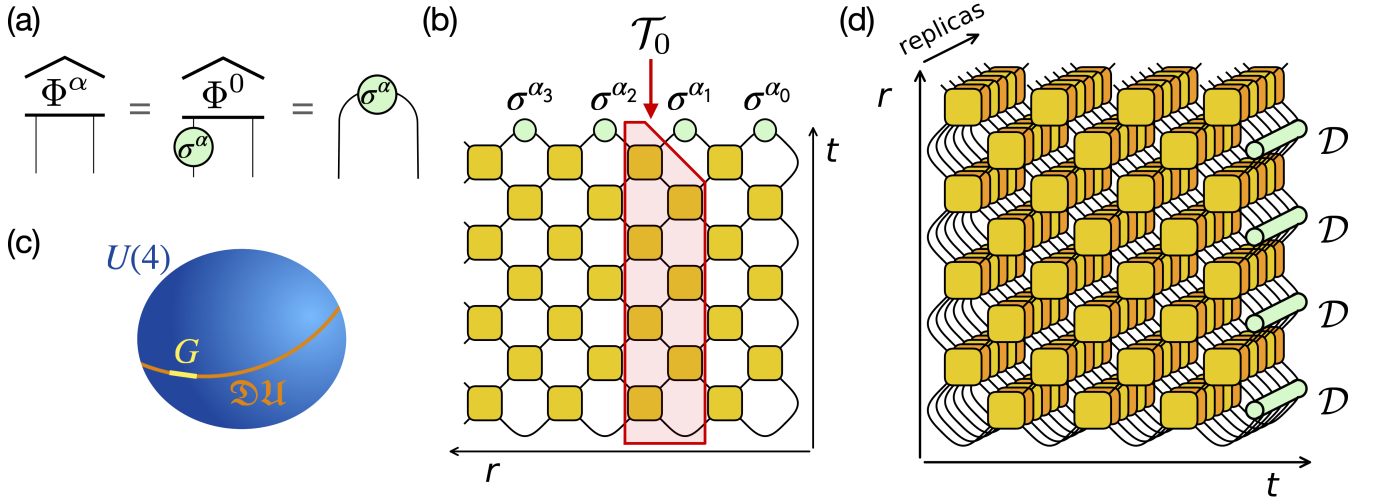 (a)
Φ^α = Φ^0 = σ^α
σ^α
(b)
𝒯_0
σ^{α_3} σ^{α_2} σ^{α_1} σ^{α_0}
t
r
(c)
U(4)
G
𝔇𝔘
(d)
replicas
r
𝒟
𝒟
𝒟
𝒟
t